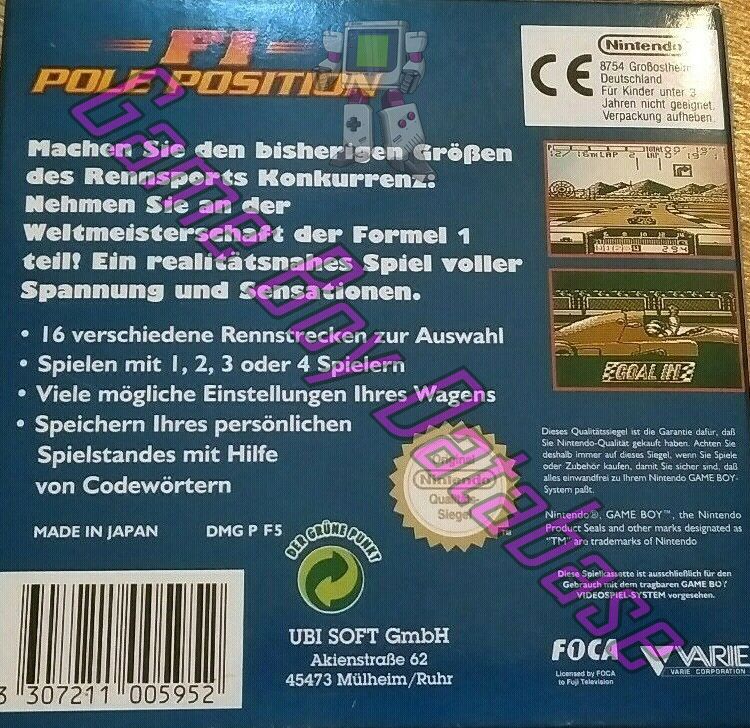 F1
POLE POSITION
Machen Sie den bisherigen Größen
des Rennsports Konkurrenz!
Nehmen Sie an der
Weltmeisterschaft der Formel 1
teil! Ein realitätsnahes Spiel voller
Spannung und Sensationen.
• 16 verschiedene Rennstrecken zur Auswahl
• Spielen mit 1, 2, 3 oder 4 Spielern
• Viele mögliche Einstellungen Ihres Wagens
• Speichern Ihres persönlichen
Spielstandes mit Hilfe
von Codewörtern
MADE IN JAPAN DMG P F5
DER GRÜNE PUNKT
UBI SOFT GmbH
Akienstraße 62
45473 Mülheim/Ruhr
3 307211 005952
Original
Nintendo
Qualitäts
Siegel
TM
CE
Nintendo
8754 Großostheim
Deutschland
Für Kinder unter 3
Jahren nicht geeignet.
Verpackung aufheben.
LAP 2
294
GOAL IN
Dieses Qualitätssiegel ist die Garantie dafür, daß
Sie Nintendo-Qualität gekauft haben. Achten Sie
deshalb immer auf dieses Siegel, wenn Sie Spiele
oder Zubehör kaufen, damit Sie sicher sind, daß
alles einwandfrei zu Ihrem Nintendo GAME BOY-
System paßt.
Nintendo®, GAME BOY™, the Nintendo
Product Seals and other marks designated as
"TM" are trademarks of Nintendo
Diese Spielkassette ist ausschließlich für den
Gebrauch mit dem tragbaren GAME BOY
VIDEOSPIEL-SYSTEM vorgesehen.
FOCA
Licensed by FOCA
to Fuji Television
VARIE
VARIE CORPORATION
Game Boy Database